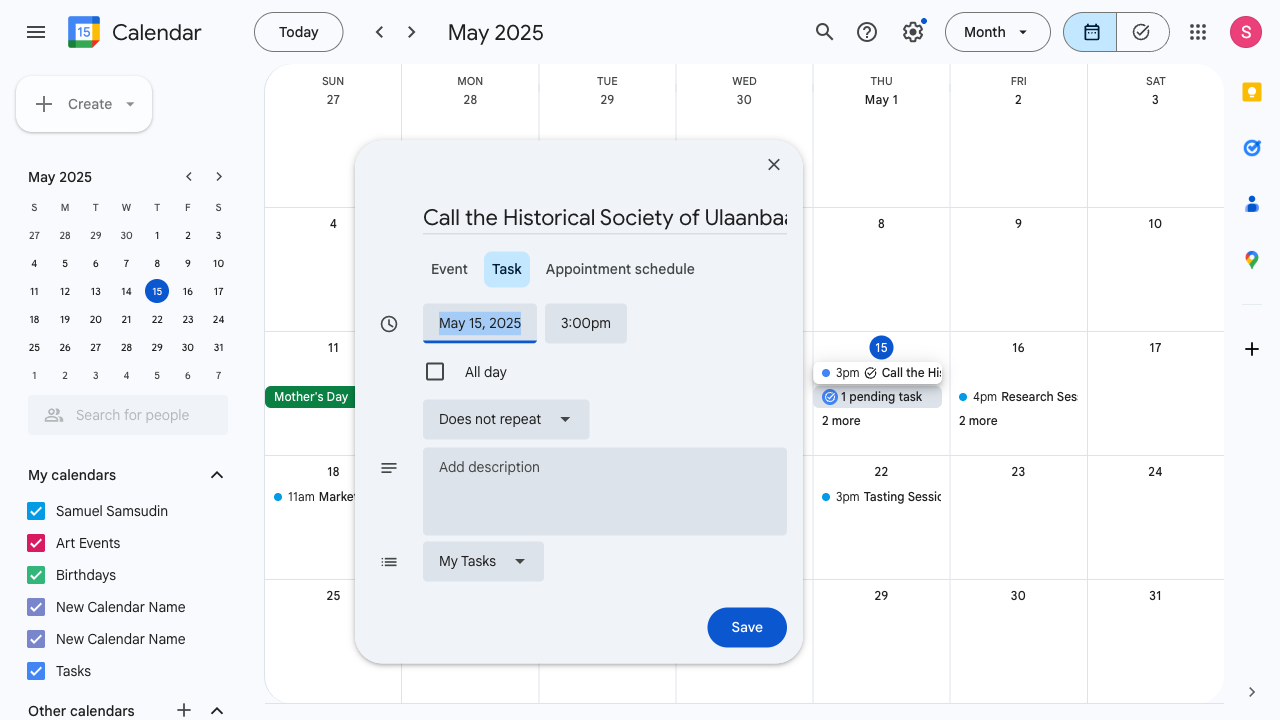 15
Calendar
Today
May 2025
Month
S
Create
May 2025
S M T W T F S
27 28 29 30 1 2 3
4 5 6 7 8 9 10
11 12 13 14 15 16 17
18 19 20 21 22 23 24
25 26 27 28 29 30 31
1 2 3 4 5 6 7
Search for people
My calendars
Samuel Samsudin
Art Events
Birthdays
New Calendar Name
New Calendar Name
Tasks
Other calendars
SUN MON TUE WED THU FRI SAT
27 28 29 30 May 1 2 3
4 8 9 10
11 15 16 17
Mother's Day
3pm Call the His
1 pending task
2 more
4pm Research Ses
2 more
18 22 23 24
11am Marke
3pm Tasting Sessic
25 29 30 31
Call the Historical Society of Ulaanbaa
Event Task Appointment schedule
May 15, 2025 3:00pm
All day
Does not repeat
Add description
My Tasks
Save